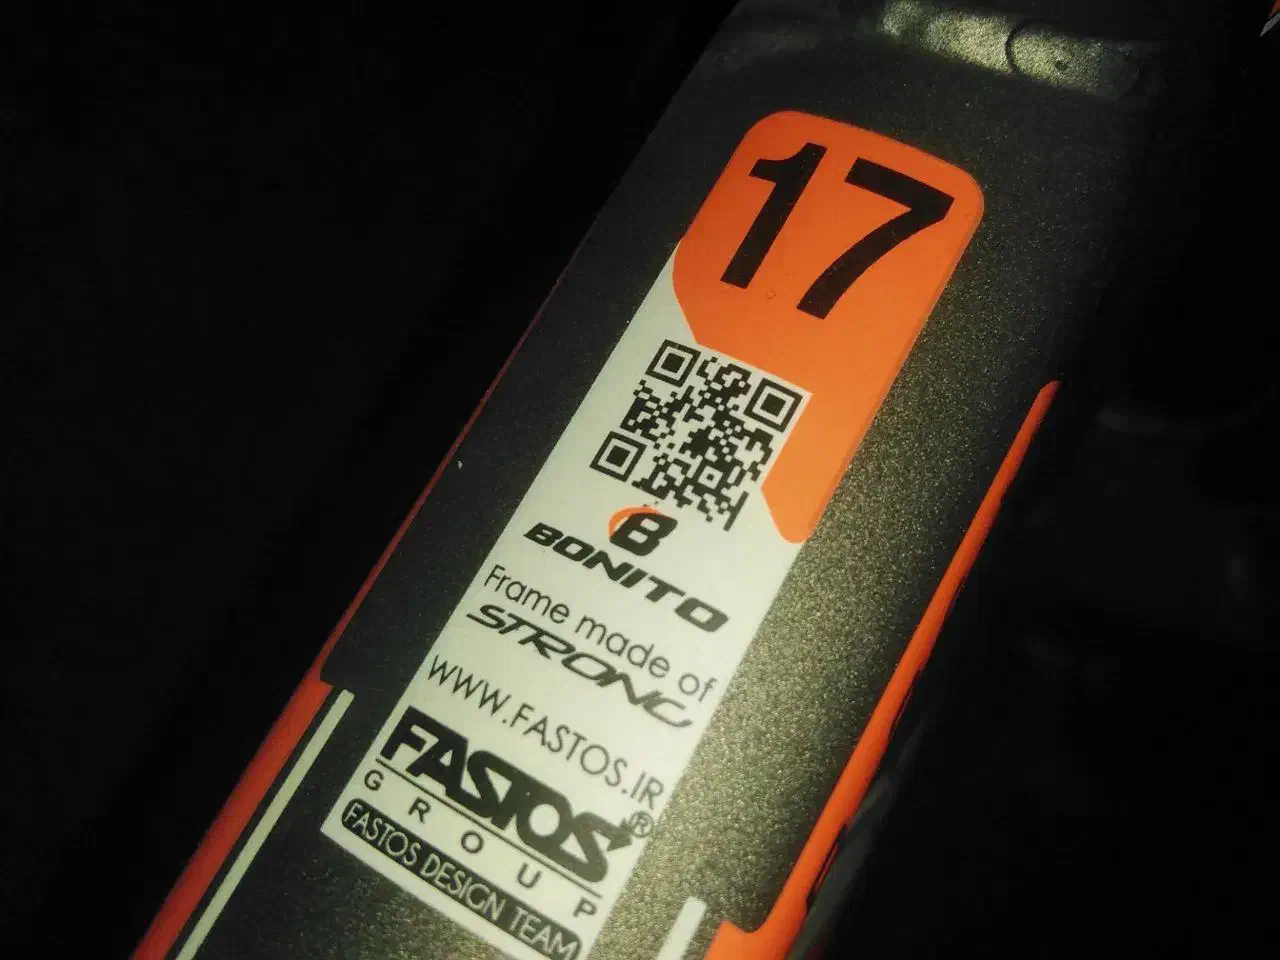 17
B
BONITO
Frame made of
STRONG
WWW.FASTOS.IR
FASTOS®
GROUP
FASTOS DESIGN TEAM